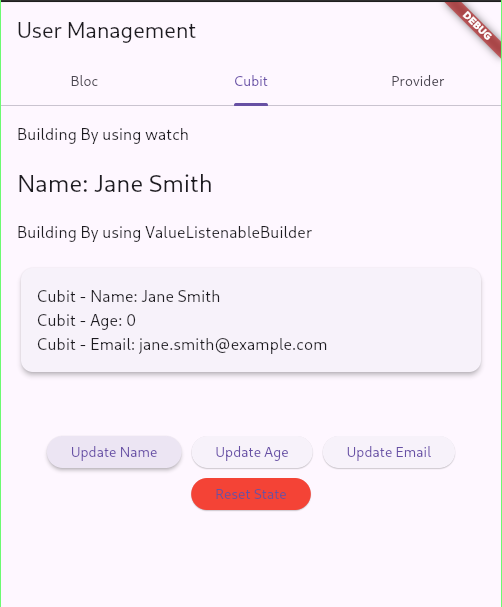 User Management
DEBUG
Bloc Cubit Provider
Building By using watch
Name: Jane Smith
Building By using ValueListenableBuilder
Cubit - Name: Jane Smith
Cubit - Age: 0
Cubit - Email: jane.smith@example.com
Update Name Update Age Update Email
Reset State